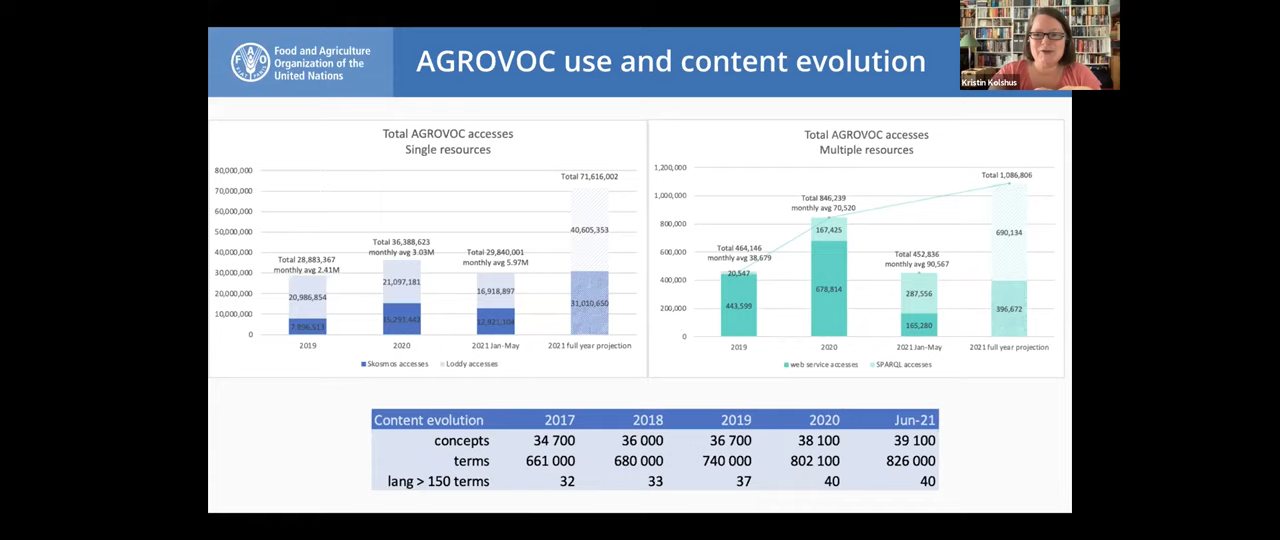 Food and Agriculture
Organization of the
United Nations
AGROVOC use and content evolution
Kristin Kolshus
Total AGROVOC accesses
Single resources
80,000,000
70,000,000
60,000,000
50,000,000
40,000,000
30,000,000
20,000,000
10,000,000
0
Total 28,883,367
monthly avg 2.41M
20,986,854
7,896,513
Total 36,388,623
monthly avg 3.03M
21,097,181
15,291,442
Total 29,840,001
monthly avg 5.97M
16,918,897
12,921,104
Total 71,616,002
40,605,353
31,010,650
2019
2020
2021 Jan-May
2021 full year projection
Skosmos accesses
Loddy accesses
Total AGROVOC accesses
Multiple resources
1,200,000
1,000,000
800,000
600,000
400,000
200,000
0
Total 464,146
monthly avg 38,679
20,547
443,599
Total 846,239
monthly avg 70,520
167,425
678,814
Total 452,836
monthly avg 90,567
287,556
165,280
Total 1,086,806
690,134
396,672
2019
2020
2021 Jan-May
2021 full year projection
web service accesses
SPARQL accesses
Content evolution 2017 2018 2019 2020 Jun-21
concepts 34 700 36 000 36 700 38 100 39 100
terms 661 000 680 000 740 000 802 100 826 000
lang > 150 terms 32 33 37 40 40